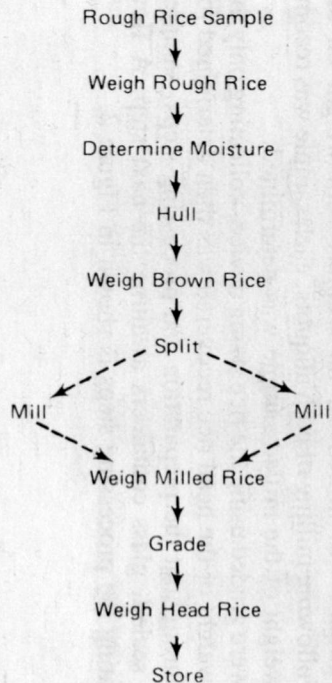 Rough Rice Sample
Weigh Rough Rice
Determine Moisture
Hull
Weigh Brown Rice
Split
Mill Mill
Weigh Milled Rice
Grade
Weigh Head Rice
Store